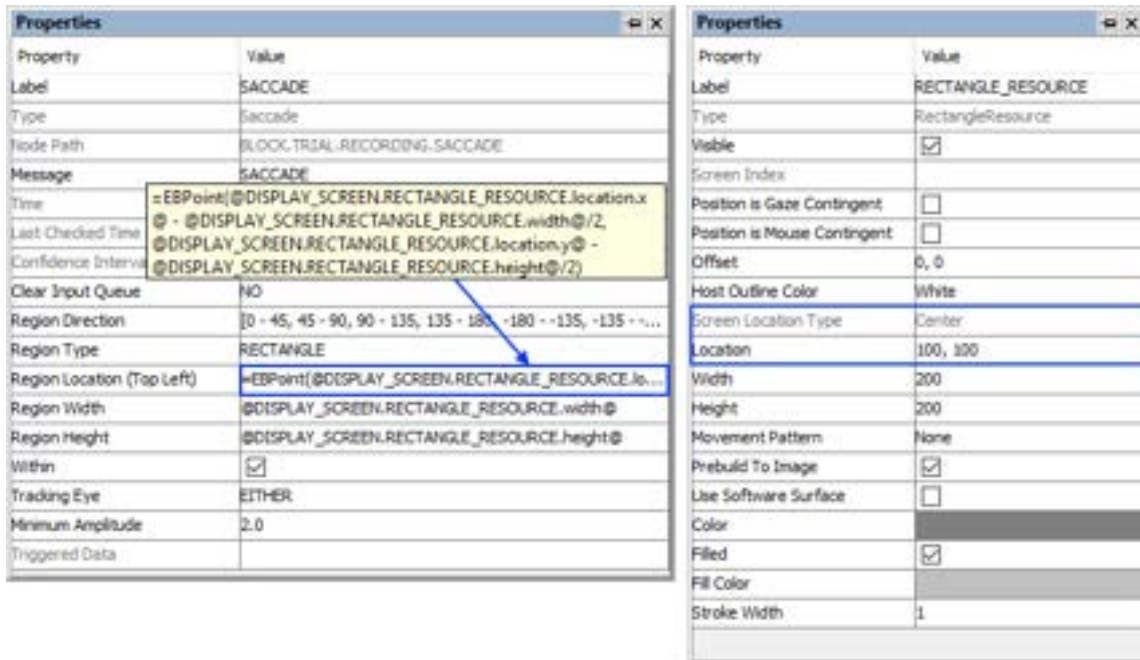 Properties
Property Value
Label SACCADE
Type Saccade
Node Path BLOCK.TRIAL.RECORDING.SACCADE
Message SACCADE
Time
Last Checked Time
Confidence Interva
=EBPoint(@DISPLAY_SCREEN.RECTANGLE_RESOURCE.location.x
@ - @DISPLAY_SCREEN.RECTANGLE_RESOURCE.width@/2,
@DISPLAY_SCREEN.RECTANGLE_RESOURCE.location.y@ -
@DISPLAY_SCREEN.RECTANGLE_RESOURCE.height@/2)
Clear Input Queue NO
Region Direction [0 - 45, 45 - 90, 90 - 135, 135 - 180, -180 - -135, -135 - -...
Region Type RECTANGLE
Region Location (Top Left) =EBPoint(@DISPLAY_SCREEN.RECTANGLE_RESOURCE.lo...
Region Width @DISPLAY_SCREEN.RECTANGLE_RESOURCE.width@
Region Height @DISPLAY_SCREEN.RECTANGLE_RESOURCE.height@
Within
Tracking Eye EITHER
Minimum Amplitude 2.0
Triggered Data
Properties
Property Value
Label RECTANGLE_RESOURCE
Type RectangleResource
Visible
Screen Index
Position is Gaze Contingent
Position is Mouse Contingent
Offset 0, 0
Host Outline Color White
Screen Location Type Center
Location 100, 100
Width 200
Height 200
Movement Pattern None
Prebuild To Image
Use Software Surface
Color
Filled
Fill Color
Stroke Width 1